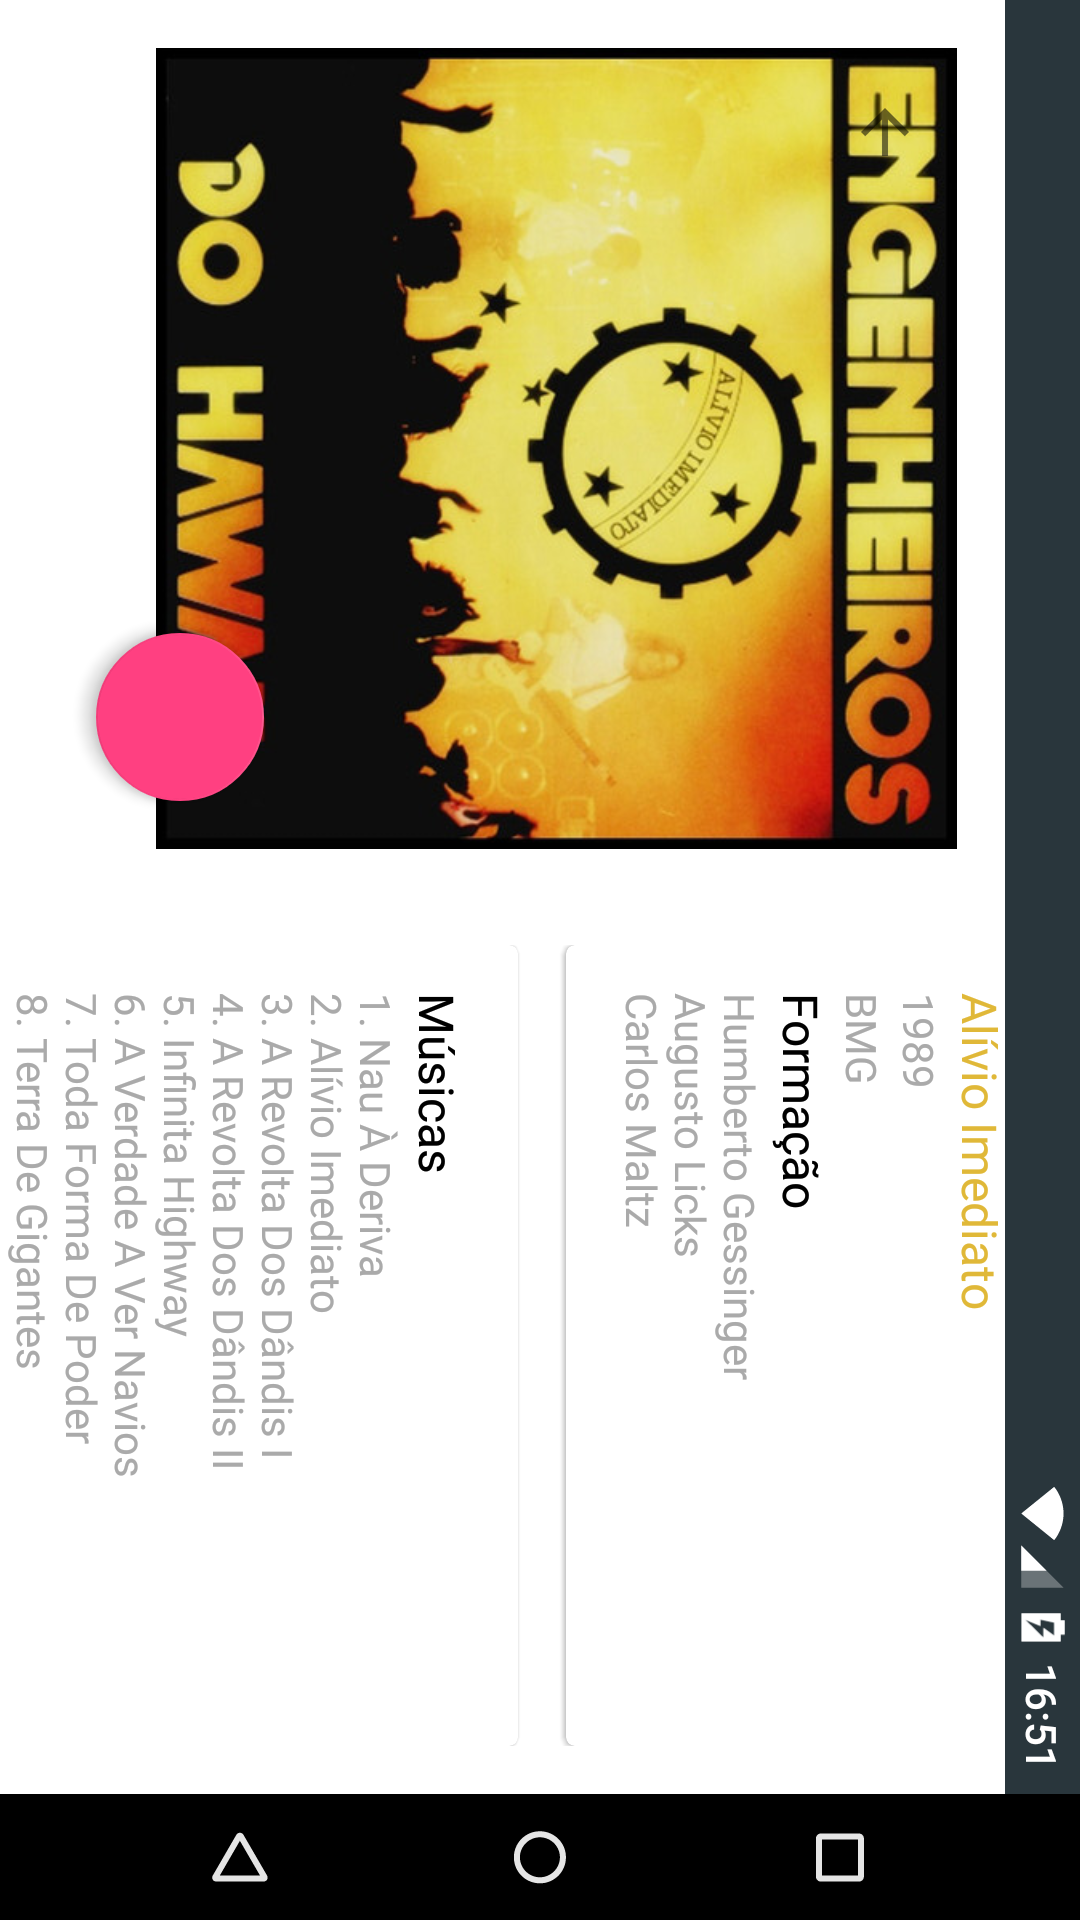 16:51
ENGENHEIROS
ALÍVIO IMEDIATO
DO HAWA
Alívio Imediato
1989
BMG
Formação
Humberto Gessinger
Augusto Licks
Carlos Maltz
Músicas
1. Nau À Deriva
2. Alívio Imediato
3. A Revolta Dos Dândis I
4. A Revolta Dos Dândis II
5. Infinita Highway
6. A Verdade A Ver Navios
7. Toda Forma De Poder
8. Terra De Gigantes